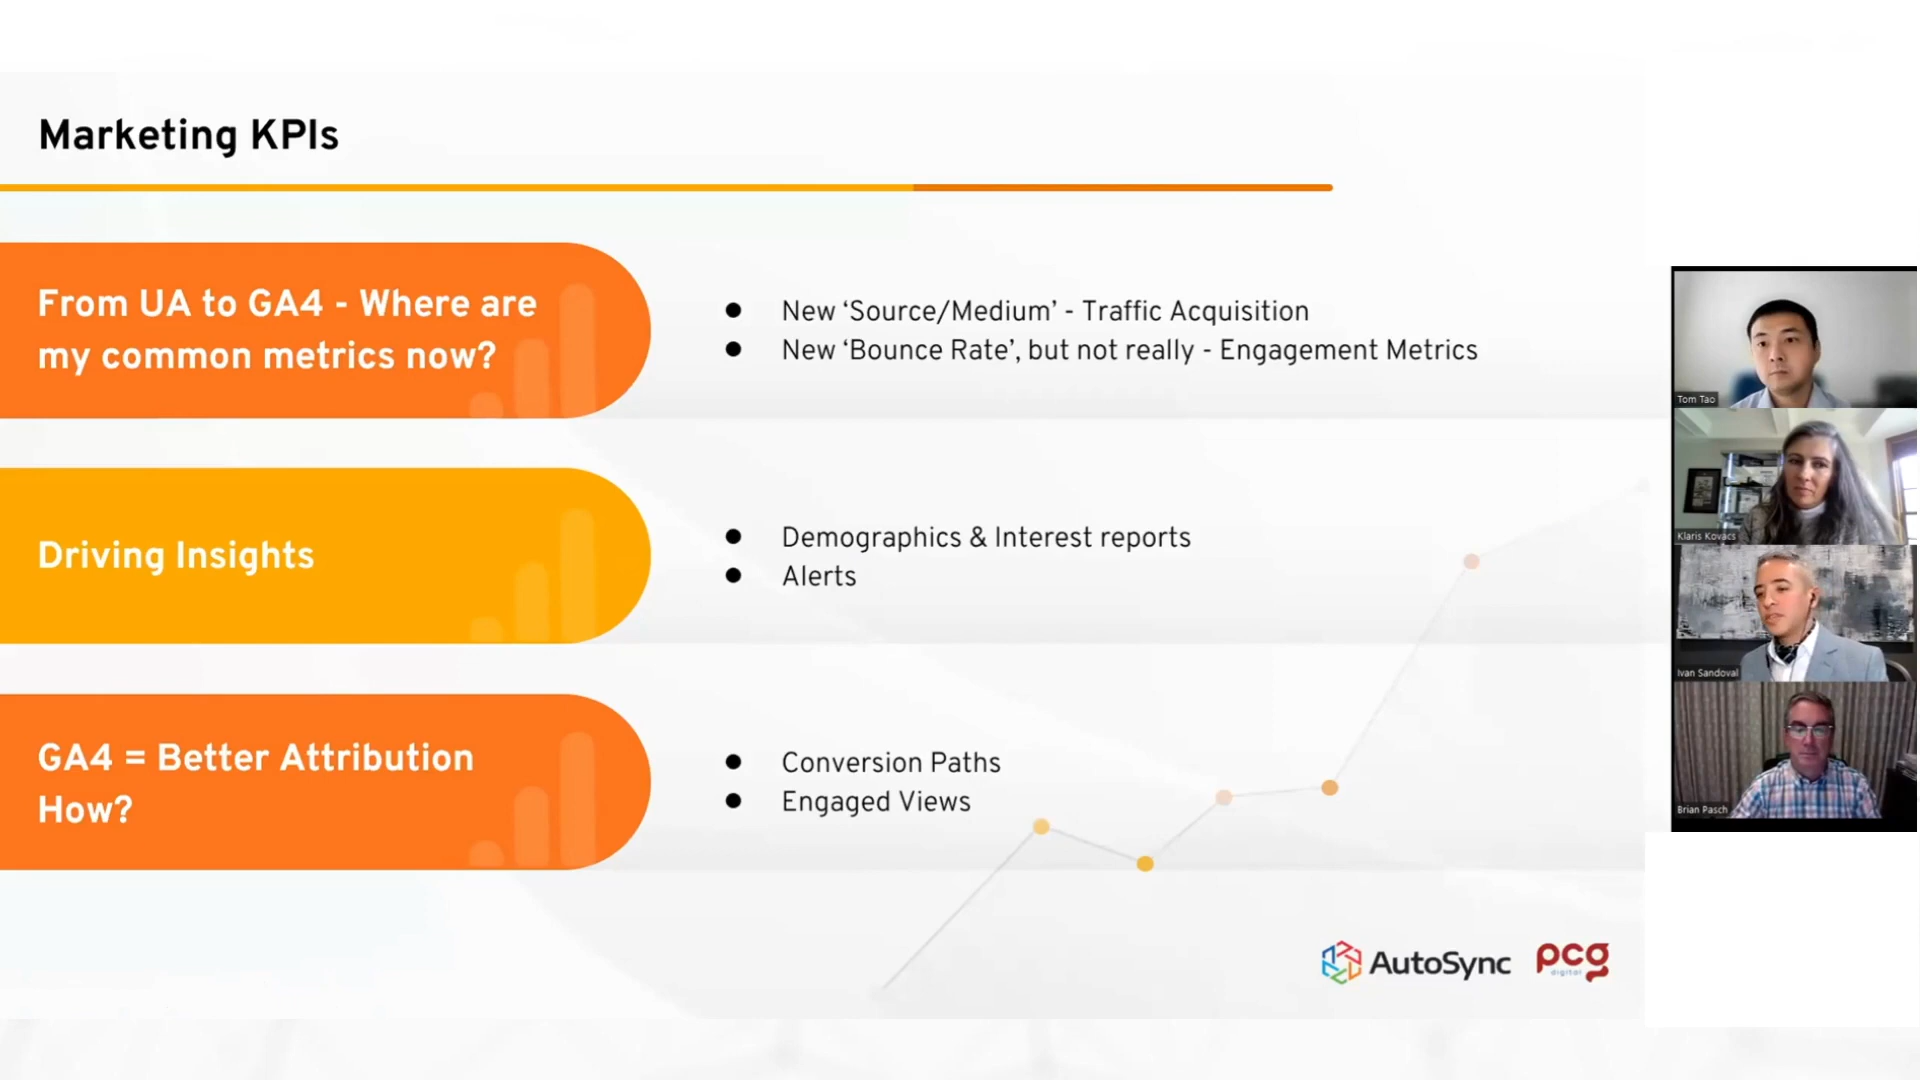 Marketing KPIs
From UA to GA4 - Where are
my common metrics now?
● New ‘Source/Medium’ - Traffic Acquisition
● New ‘Bounce Rate’, but not really - Engagement Metrics
Driving Insights
● Demographics & Interest reports
● Alerts
GA4 = Better Attribution
How?
● Conversion Paths
● Engaged Views
AutoSync
pcg
digital
Tom Tao
Klaris Kovacs
Ivan Sandoval
Brian Pasch